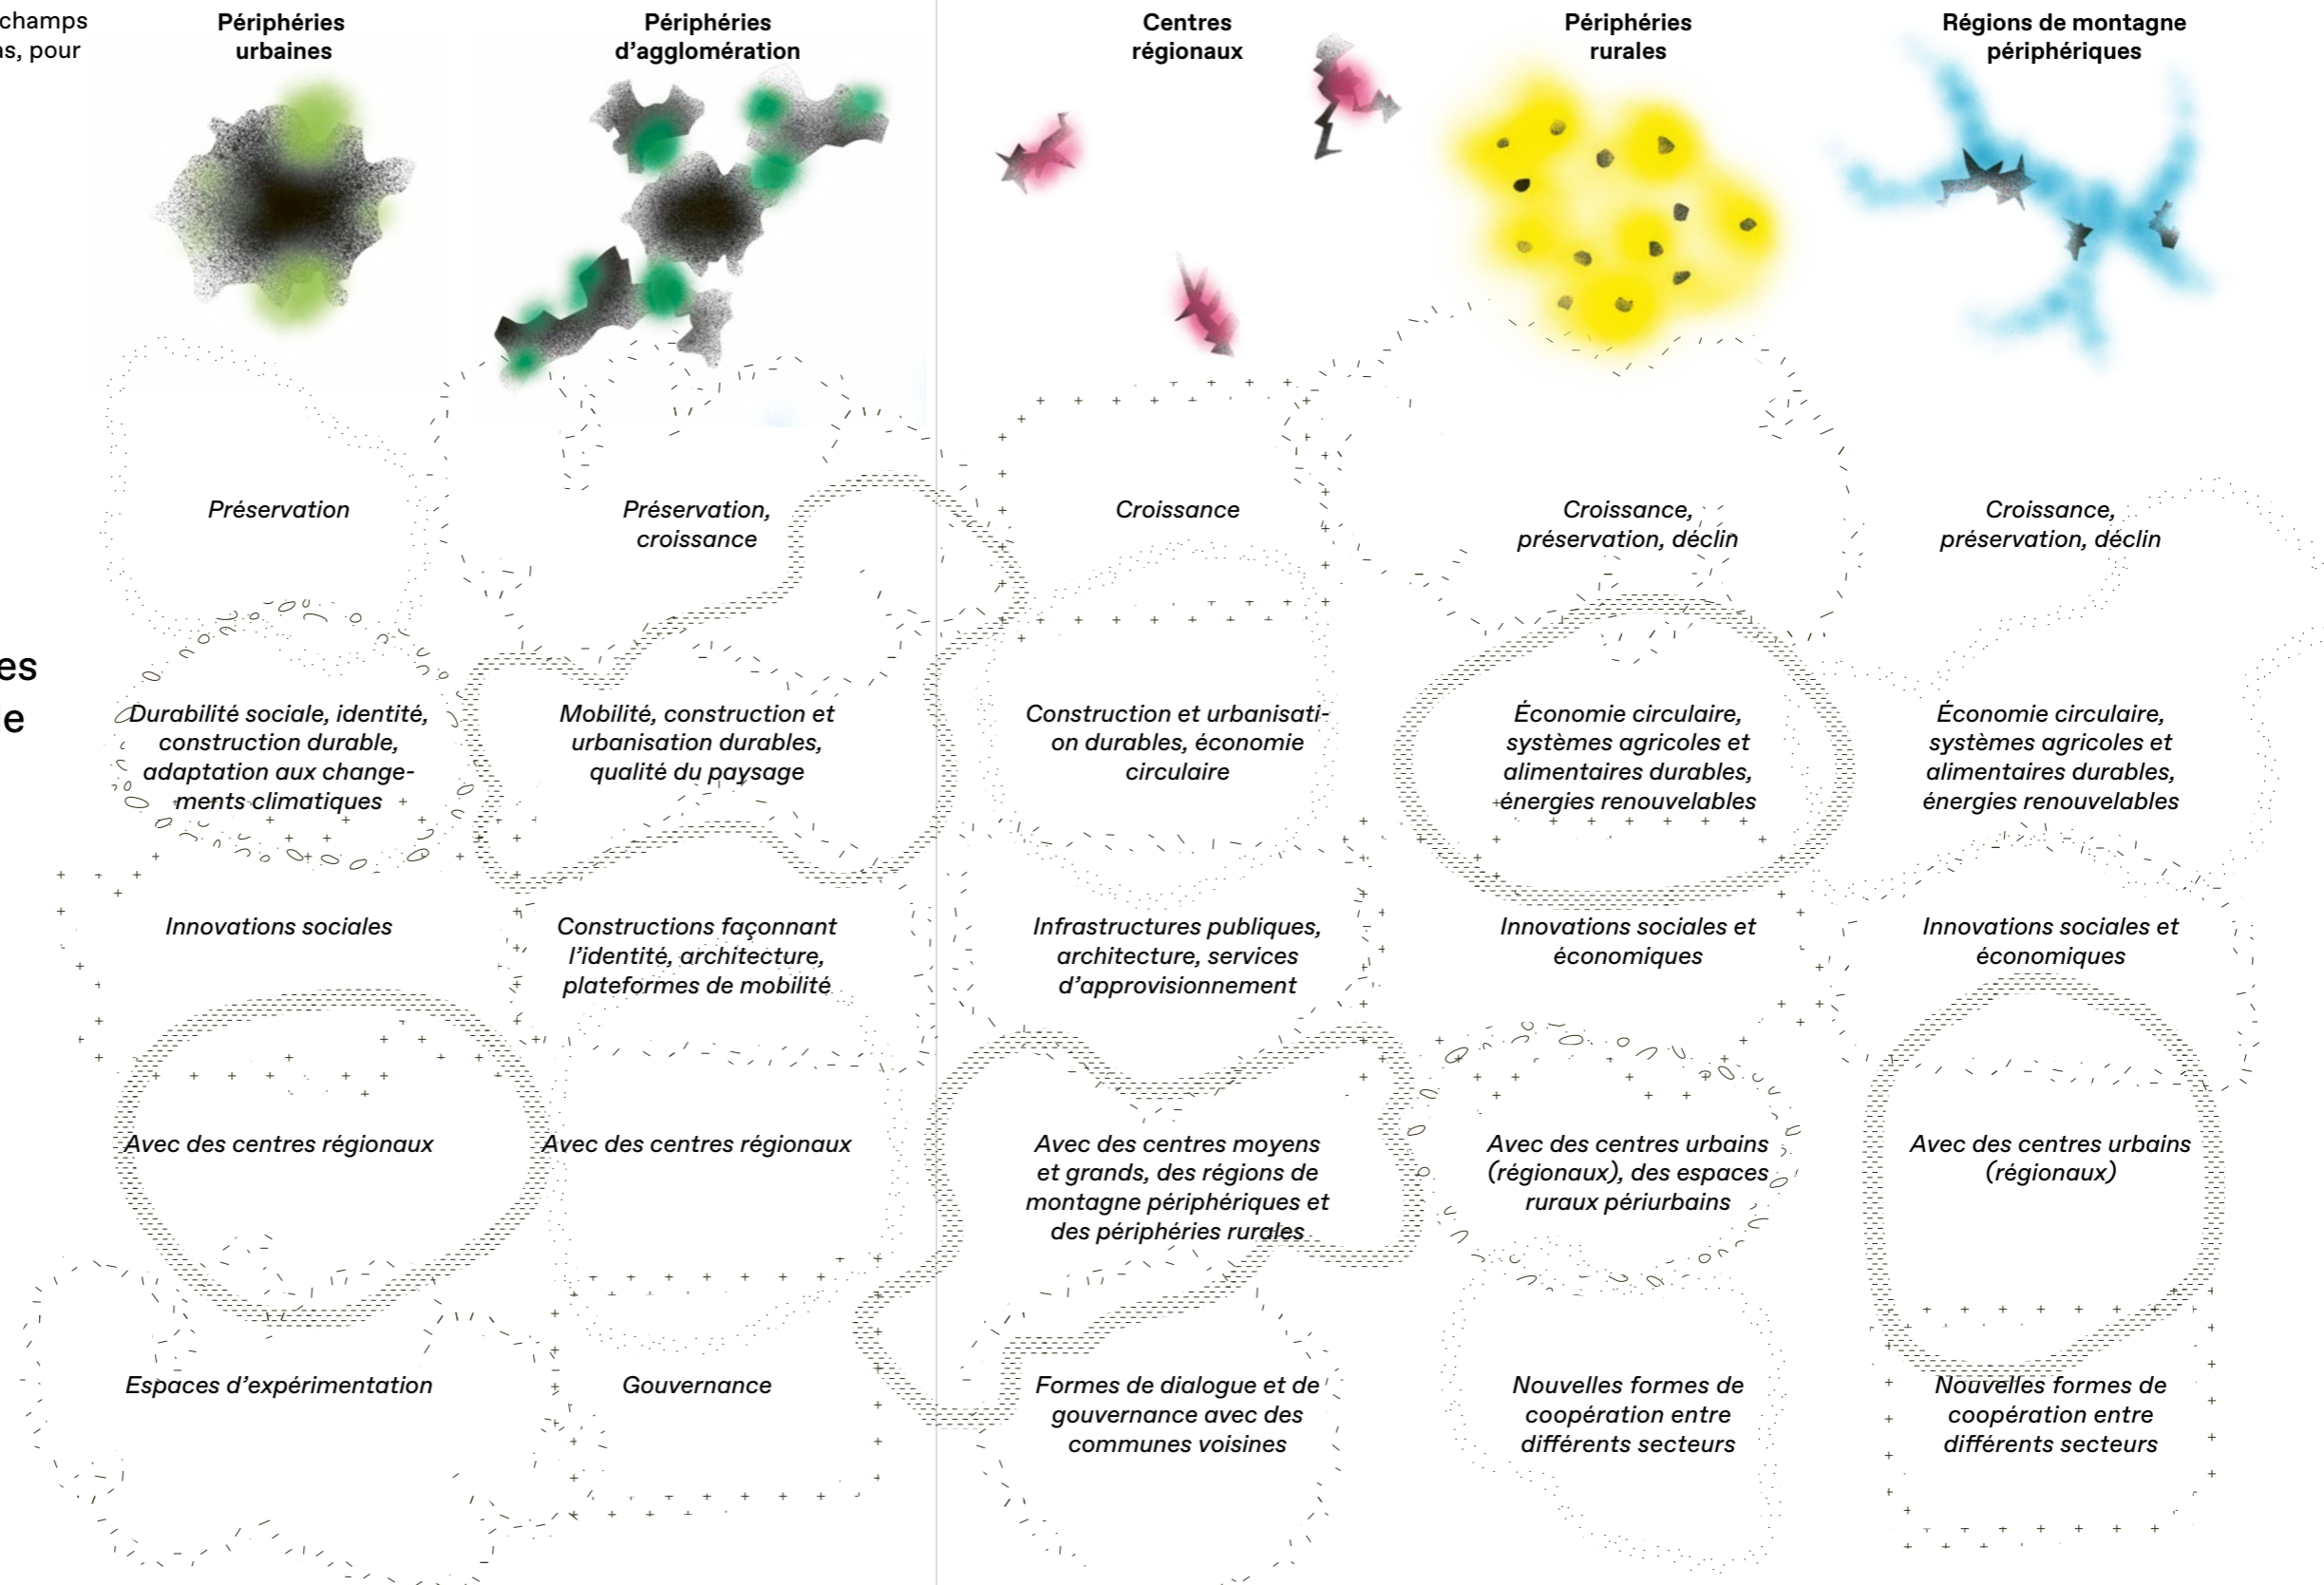 champs
as, pour
Périphéries
urbaines
Périphéries
d’agglomération
Centres
régionaux
Périphéries
rurales
Régions de montagne
périphériques
Préservation
Préservation,
croissance
Croissance
Croissance,
préservation, déclin
Croissance,
préservation, déclin
es
le
Durabilité sociale, identité,
construction durable,
adaptation aux change-
ments climatiques
Mobilité, construction et
urbanisation durables,
qualité du paysage
Construction et urbanisati-
on durables, économie
circulaire
Économie circulaire,
systèmes agricoles et
alimentaires durables,
énergies renouvelables
Économie circulaire,
systèmes agricoles et
alimentaires durables,
énergies renouvelables
Innovations sociales
Constructions façonnant
l’identité, architecture,
plateformes de mobilité
Infrastructures publiques,
architecture, services
d’approvisionnement
Innovations sociales et
économiques
Innovations sociales et
économiques
Avec des centres régionaux
Avec des centres régionaux
Avec des centres moyens
et grands, des régions de
montagne périphériques et
des périphéries rurales
Avec des centres urbains
(régionaux), des espaces
ruraux périurbains
Avec des centres urbains
(régionaux)
Espaces d’expérimentation
Gouvernance
Formes de dialogue et de
gouvernance avec des
communes voisines
Nouvelles formes de
coopération entre
différents secteurs
Nouvelles formes de
coopération entre
différents secteurs